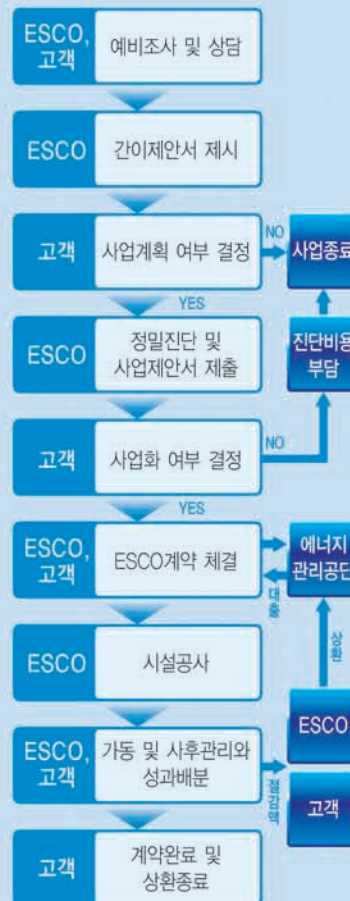 ESCO,
고객
예비조사 및 상담
ESCO
간이제안서 제시
고객
사업계획 여부 결정
NO
사업종료
YES
ESCO
정밀진단 및
사업제안서 제출
진단비용
부담
고객
사업화 여부 결정
NO
YES
ESCO,
고객
ESCO계약 체결
에너지
관리공단
대출
상환
ESCO
시설공사
ESCO
ESCO,
고객
가동 및 사후관리와
성과배분
절감액
고객
고객
계약완료 및
상환종료